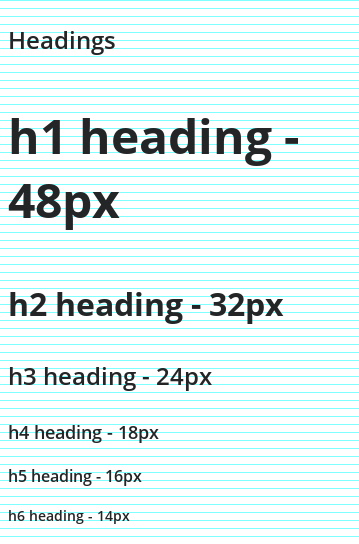 Headings
h1 heading -
48px
h2 heading - 32px
h3 heading - 24px
h4 heading - 18px
h5 heading - 16px
h6 heading - 14px